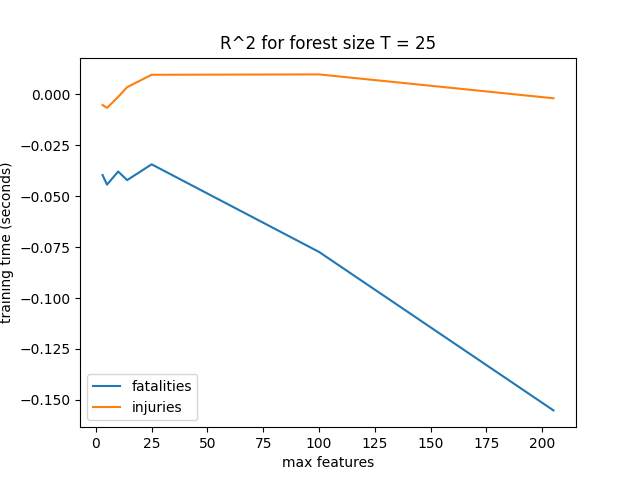 R^2 for forest size T = 25
0.000
−0.025
−0.050
−0.075
−0.100
−0.125
−0.150
training time (seconds)
fatalities
injuries
0 25 50 75 100 125 150 175 200
max features